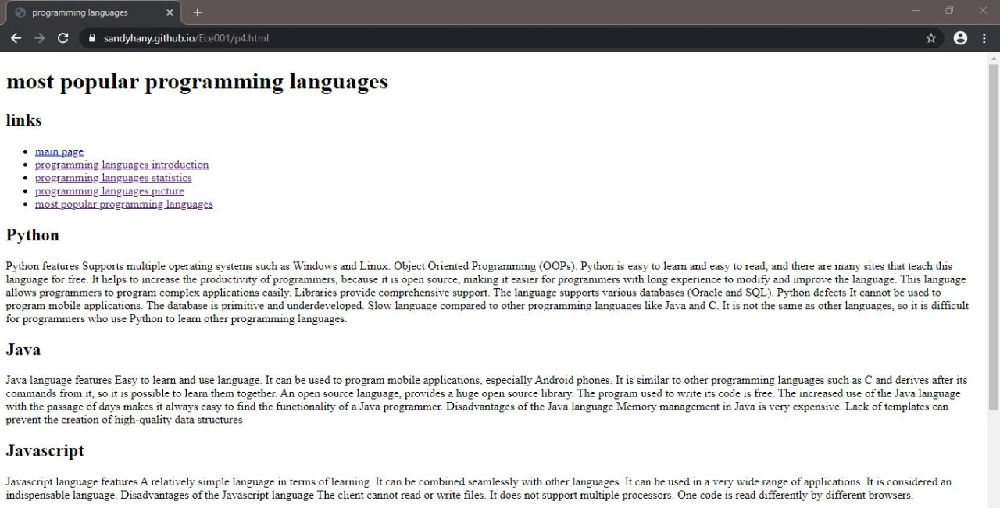 programming languages
sandyhany.github.io/Ece001/p4.html
most popular programming languages
links
main page
programming languages introduction
programming languages statistics
programming languages picture
most popular programming languages
Python
Python features Supports multiple operating systems such as Windows and Linux. Object Oriented Programming (OOPs). Python is easy to learn and easy to read, and there are many sites that teach this
language for free. It helps to increase the productivity of programmers, because it is open source, making it easier for programmers with long experience to modify and improve the language. This language
allows programmers to program complex applications easily. Libraries provide comprehensive support. The language supports various databases (Oracle and SQL). Python defects It cannot be used to
program mobile applications. The database is primitive and underdeveloped. Slow language compared to other programming languages like Java and C. It is not the same as other languages, so it is difficult
for programmers who use Python to learn other programming languages.
Java
Java language features Easy to learn and use language. It can be used to program mobile applications, especially Android phones. It is similar to other programming languages such as C and derives after its
commands from it, so it is possible to learn them together. An open source language, provides a huge open source library. The program used to write its code is free. The increased use of the Java language
with the passage of days makes it always easy to find the functionality of a Java programmer. Disadvantages of the Java language Memory management in Java is very expensive. Lack of templates can
prevent the creation of high-quality data structures
Javascript
Javascript language features A relatively simple language in terms of learning. It can be combined seamlessly with other languages. It can be used in a very wide range of applications. It is considered an
indispensable language. Disadvantages of the Javascript language The client cannot read or write files. It does not support multiple processors. One code is read differently by different browsers.